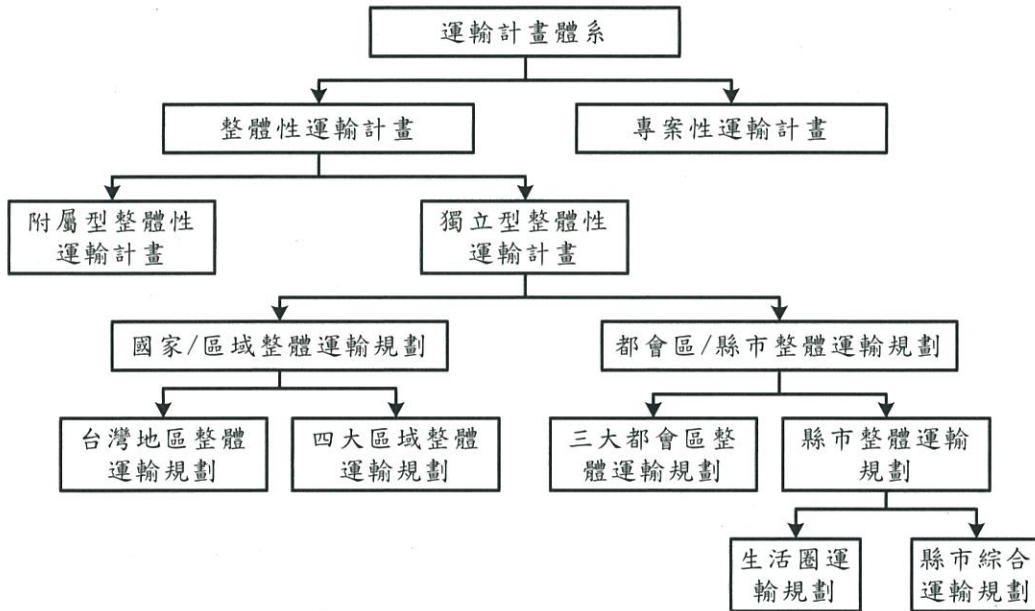 運輸計畫體系
整體性運輸計畫
專案性運輸計畫
附屬型整體性
運輸計畫
獨立型整體性
運輸計畫
國家/區域整體運輸規劃
都會區/縣市整體運輸規劃
台灣地區整體
運輸規劃
四大區域整體
運輸規劃
三大都會區整
體運輸規劃
縣市整體運輸
規劃
生活圈運
輸規劃
縣市綜合
運輸規劃